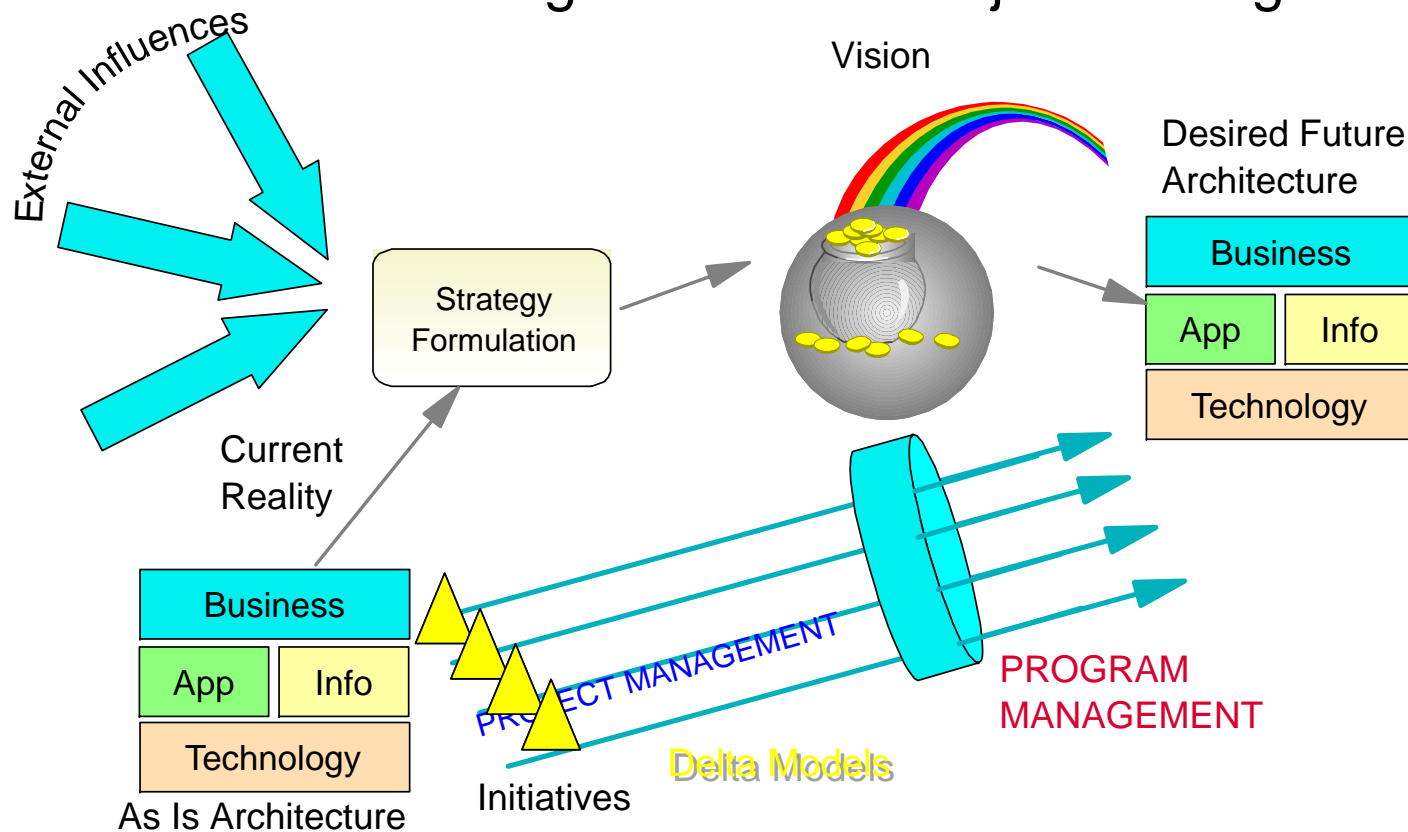 External Influences
Vision
Desired Future
Architecture
Business
App
Info
Technology
Strategy
Formulation
Current
Reality
Business
App
Info
Technology
As Is Architecture
PROJECT MANAGEMENT
PROGRAM
MANAGEMENT
Delta Models
Initiatives